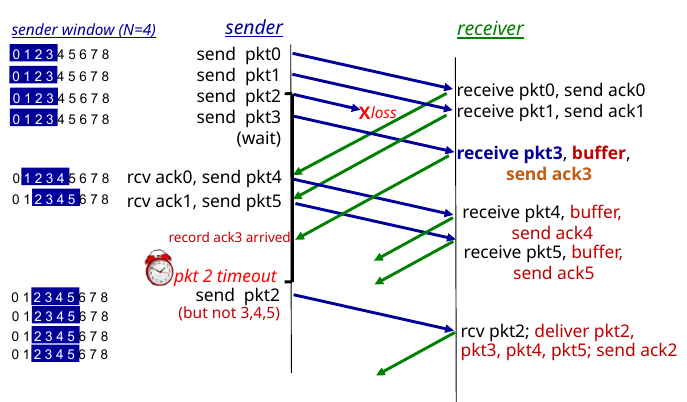 sender window (N=4) sender receiver
0 1 2 3 4 5 6 7 8 send pkt0
0 1 2 3 4 5 6 7 8 send pkt1
0 1 2 3 4 5 6 7 8 send pkt2
0 1 2 3 4 5 6 7 8 send pkt3
(wait)
X loss
receive pkt0, send ack0
receive pkt1, send ack1
receive pkt3, buffer,
send ack3
0 1 2 3 4 5 6 7 8 rcv ack0, send pkt4
0 1 2 3 4 5 6 7 8 rcv ack1, send pkt5
record ack3 arrived
receive pkt4, buffer,
send ack4
receive pkt5, buffer,
send ack5
pkt 2 timeout
0 1 2 3 4 5 6 7 8 send pkt2
0 1 2 3 4 5 6 7 8 (but not 3,4,5)
0 1 2 3 4 5 6 7 8
0 1 2 3 4 5 6 7 8
rcv pkt2; deliver pkt2,
pkt3, pkt4, pkt5; send ack2